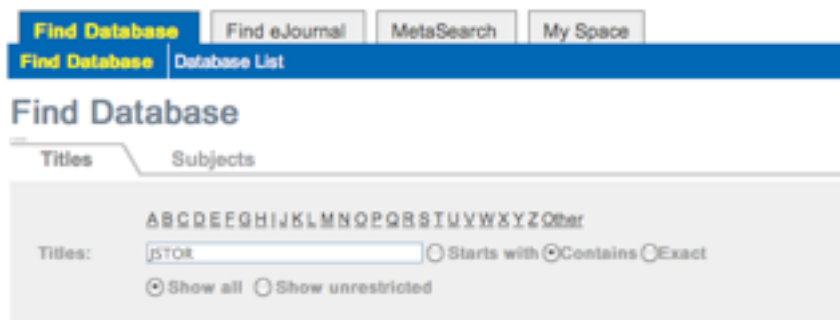 Find Database Find eJournal MetaSearch My Space
Find Database Database List
Find Database
Titles Subjects
A B C D E F G H I J K L M N O P Q R S T U V W X Y Z Other
Titles: JSTOR Starts with Contains Exact
Show all Show unrestricted